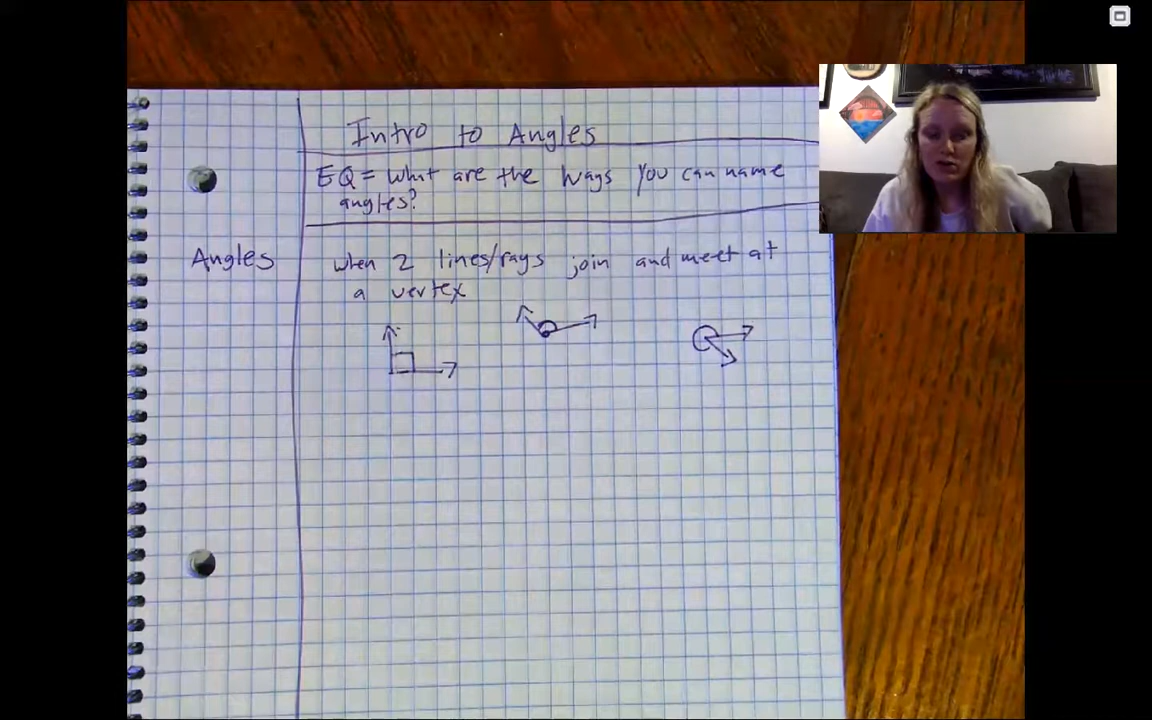 Intro to Angles
EQ = What are the ways you can name
angles?
Angles
when 2 lines/rays join and meet at
a vertex